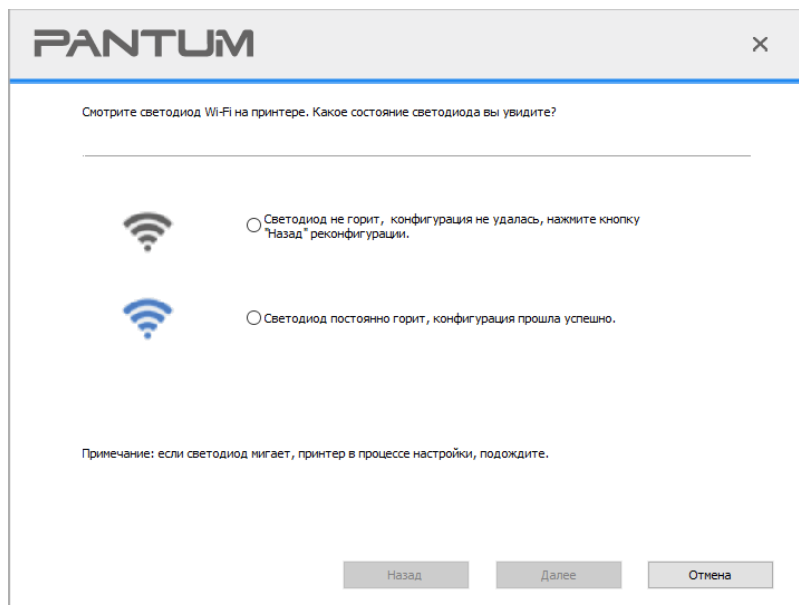 PANTUM
Смотрите светодиод Wi-Fi на принтере. Какое состояние светодиода вы увидите?
Светодиод не горит, конфигурация не удалась, нажмите кнопку
"Назад" реконфигурации.
Светодиод постоянно горит, конфигурация прошла успешно.
Примечание: если светодиод мигает, принтер в процессе настройки, подождите.
Назад
Далее
Отмена